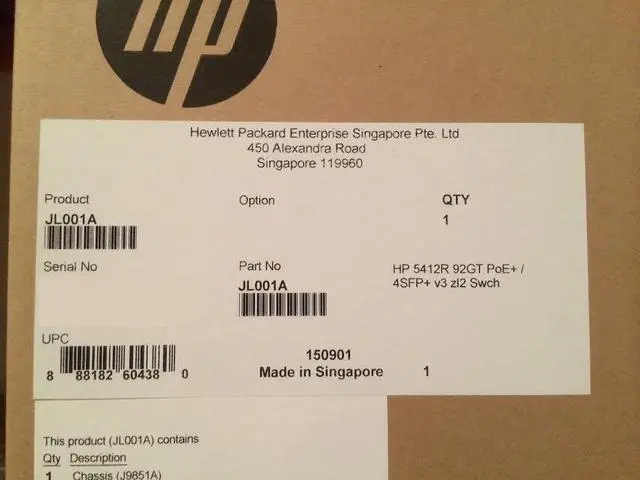 hp
Hewlett Packard Enterprise Singapore Pte. Ltd
450 Alexandra Road
Singapore 119960
Product Option QTY
JL001A 1
Serial No Part No HP 5412R 92GT PoE+ /
JL001A 4SFP+ v3 zl2 Swch
UPC
8 88182 60438 0
150901
Made in Singapore 1
This product (JL001A) contains
Qty Description
1 Chassis (J9851A)